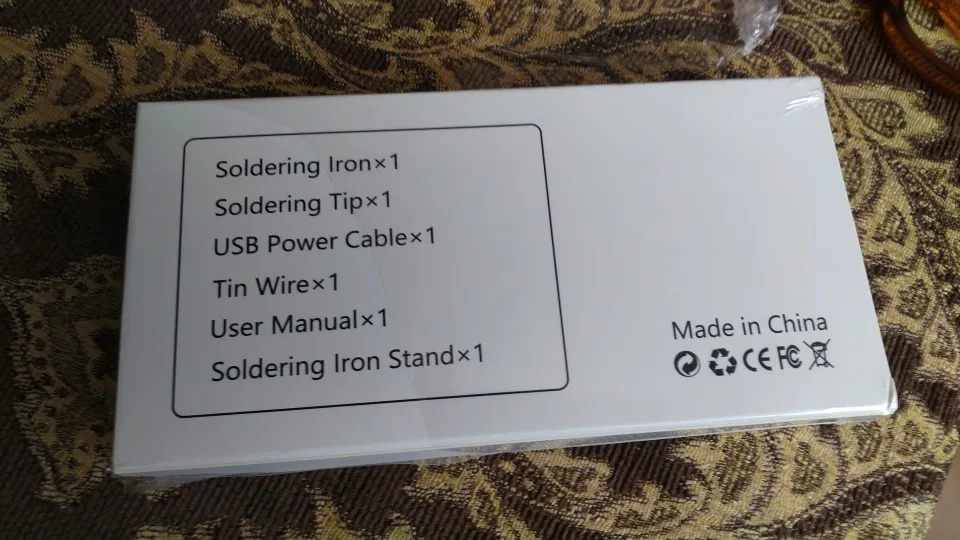 Soldering Iron×1
Soldering Tip×1
USB Power Cable×1
Tin Wire×1
User Manual×1
Soldering Iron Stand×1
Made in China
CE FC